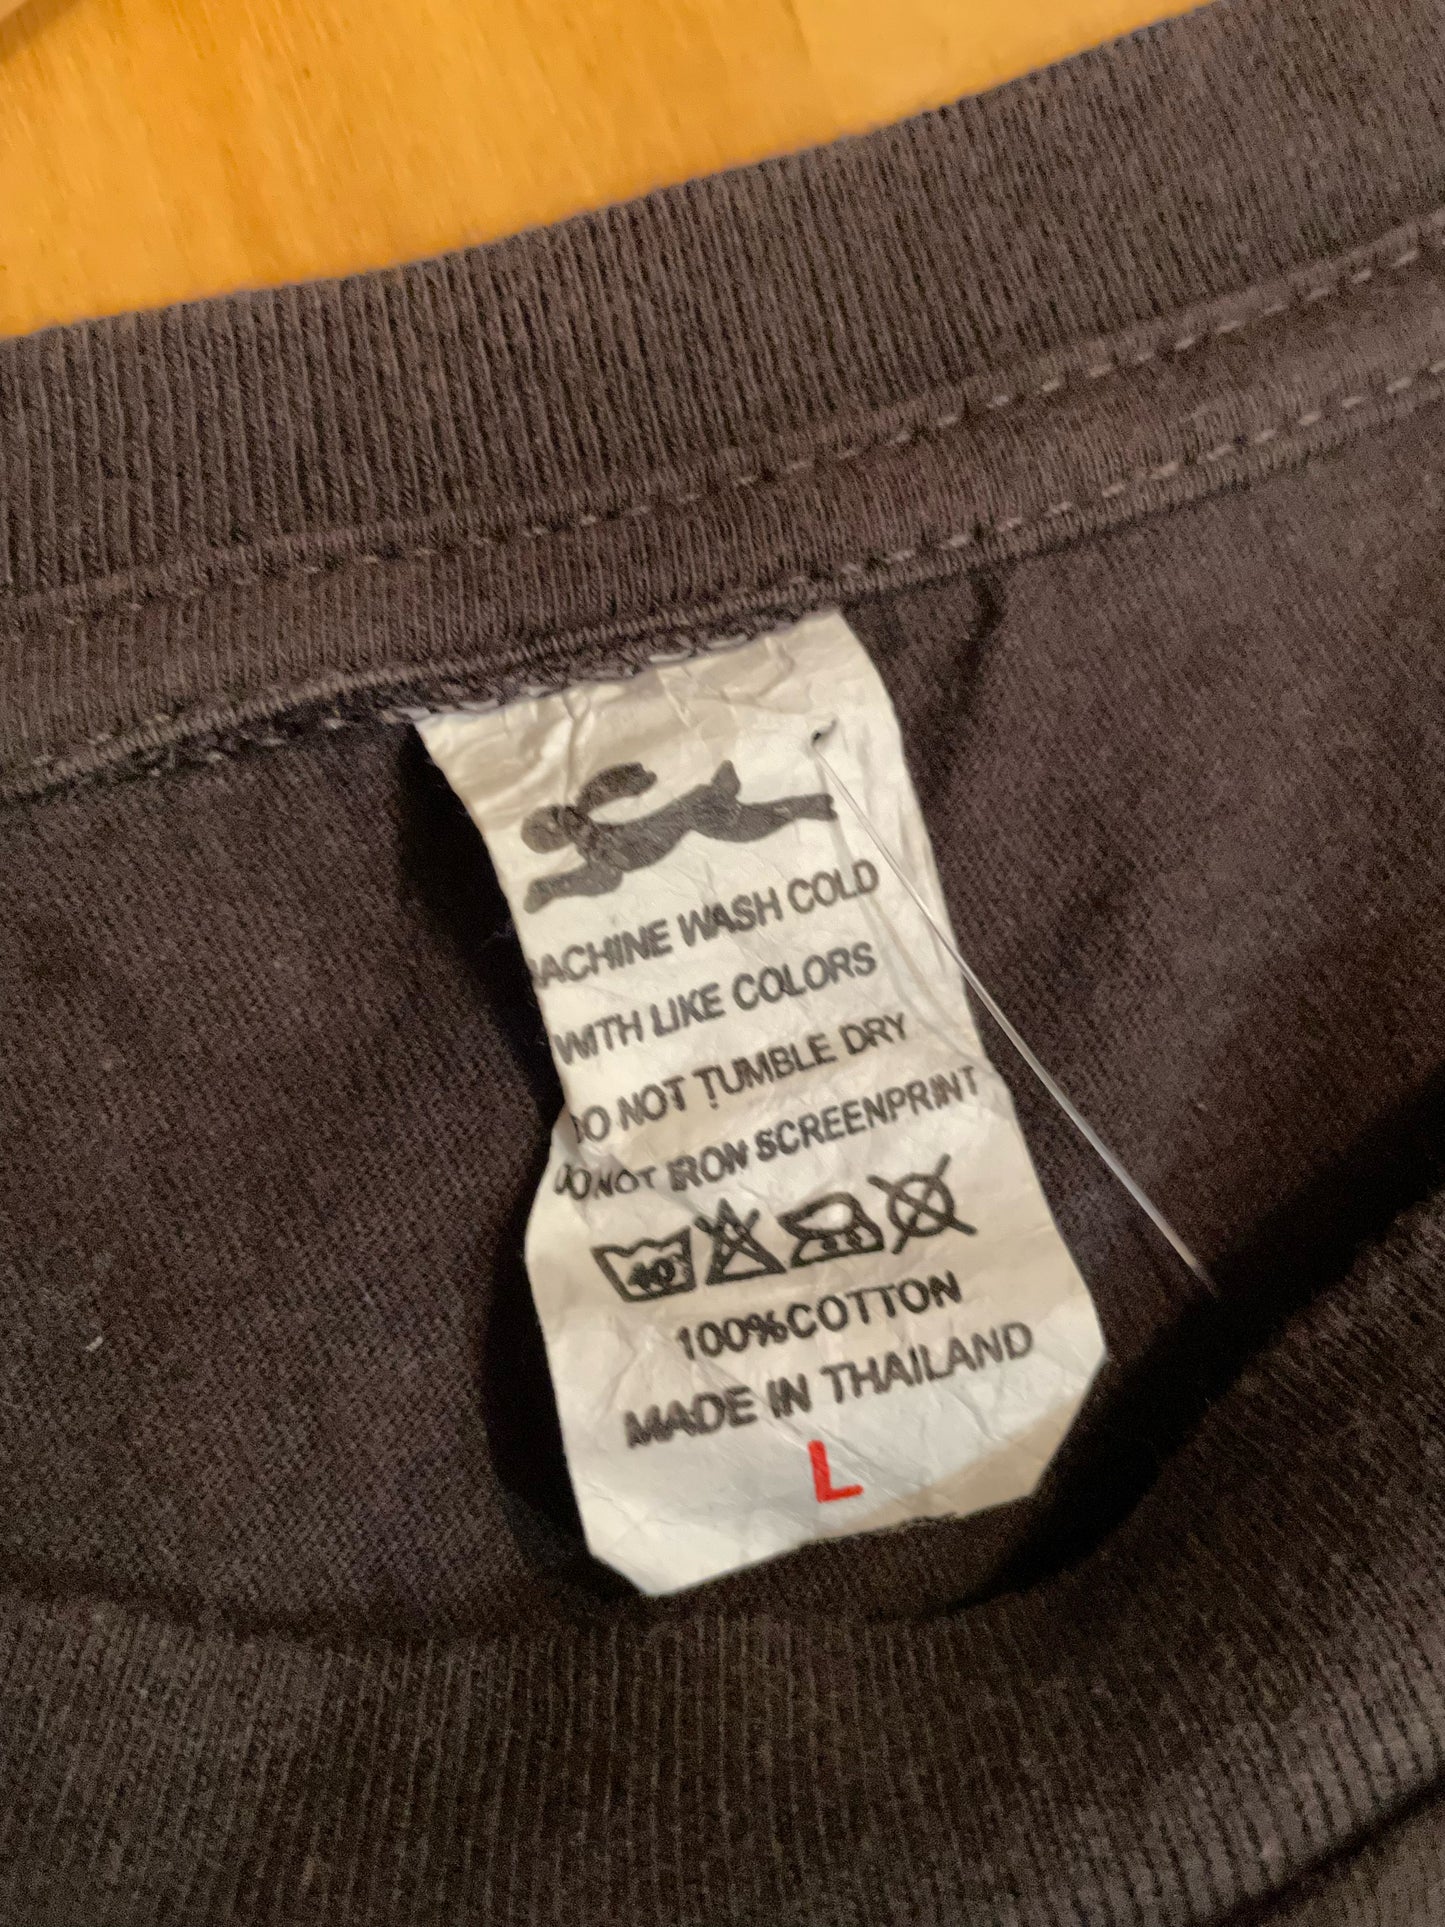 MACHINE WASH COLD
WITH LIKE COLORS
DO NOT TUMBLE DRY
DO NOT IRON SCREENPRINT
40°
100%COTTON
MADE IN THAILAND
L